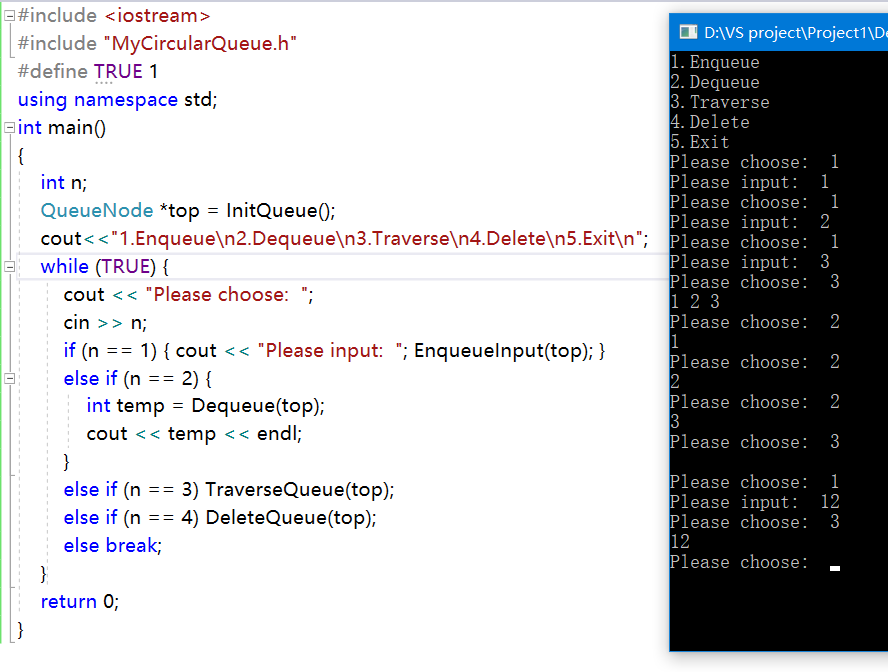 #include <iostream>
#include "MyCircularQueue.h"
#define TRUE 1
using namespace std;
int main()
{
int n;
QueueNode *top = InitQueue();
cout<<"1.Enqueue\n2.Dequeue\n3.Traverse\n4.Delete\n5.Exit\n";
while (TRUE) {
cout << "Please choose:  ";
cin >> n;
if (n == 1) { cout << "Please input:  "; EnqueueInput(top); }
else if (n == 2) {
int temp = Dequeue(top);
cout << temp << endl;
}
else if (n == 3) TraverseQueue(top);
else if (n == 4) DeleteQueue(top);
else break;
}
return 0;
}
D:\VS project\Project1\De
1.Enqueue
2.Dequeue
3.Traverse
4.Delete
5.Exit
Please choose:  1
Please input:  1
Please choose:  1
Please input:  2
Please choose:  1
Please input:  3
Please choose:  3
1 2 3
Please choose:  2
1
Please choose:  2
2
Please choose:  2
3
Please choose:  3
Please choose:  1
Please input:  12
Please choose:  3
12
Please choose: